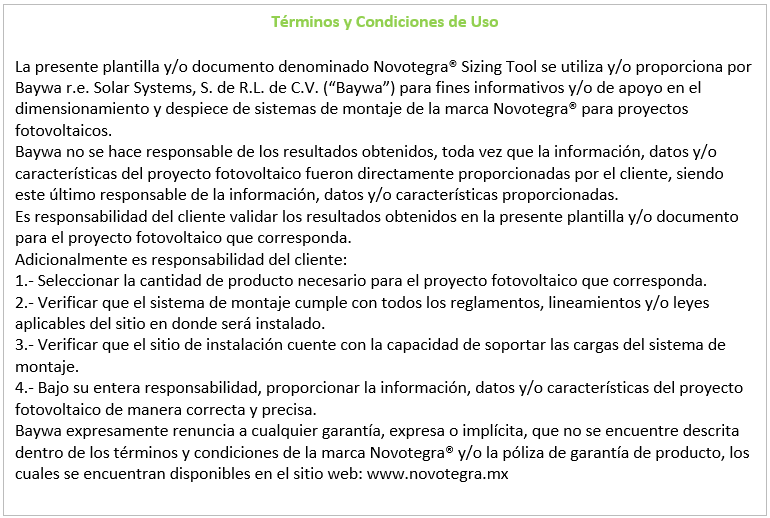 Términos y Condiciones de Uso
La presente plantilla y/o documento denominado Novotegra® Sizing Tool se utiliza y/o proporciona por
Baywa r.e. Solar Systems, S. de R.L. de C.V. (“Baywa”) para fines informativos y/o de apoyo en el
dimensionamiento y despiece de sistemas de montaje de la marca Novotegra® para proyectos
fotovoltaicos.
Baywa no se hace responsable de los resultados obtenidos, toda vez que la información, datos y/o
características del proyecto fotovoltaico fueron directamente proporcionadas por el cliente, siendo
este último responsable de la información, datos y/o características proporcionadas.
Es responsabilidad del cliente validar los resultados obtenidos en la presente plantilla y/o documento
para el proyecto fotovoltaico que corresponda.
Adicionalmente es responsabilidad del cliente:
1.- Seleccionar la cantidad de producto necesario para el proyecto fotovoltaico que corresponda.
2.- Verificar que el sistema de montaje cumple con todos los reglamentos, lineamientos y/o leyes
aplicables del sitio en donde será instalado.
3.- Verificar que el sitio de instalación cuente con la capacidad de soportar las cargas del sistema de
montaje.
4.- Bajo su entera responsabilidad, proporcionar la información, datos y/o características del proyecto
fotovoltaico de manera correcta y precisa.
Baywa expresamente renuncia a cualquier garantía, expresa o implícita, que no se encuentre descrita
dentro de los términos y condiciones de la marca Novotegra® y/o la póliza de garantía de producto, los
cuales se encuentran disponibles en el sitio web: www.novotegra.mx